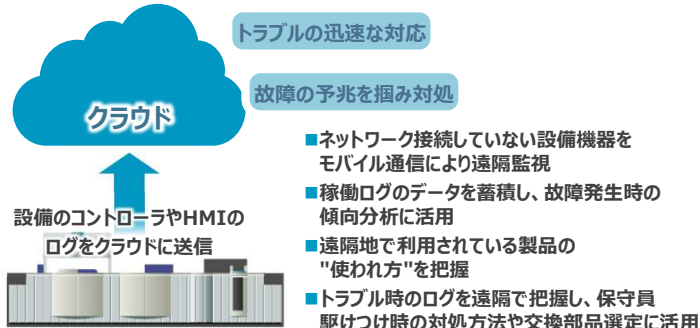 トラブルの迅速な対応
故障の予兆を掴み対処
クラウド
設備のコントローラやHMIの
ログをクラウドに送信
■ネットワーク接続していない設備機器を
モバイル通信により遠隔監視
■稼働ログのデータを蓄積し、故障発生時の
傾向分析に活用
■遠隔地で利用されている製品の
"使われ方"を把握
■トラブル時のログを遠隔で把握し、保守員
駆けつけ時の対処方法や交換部品選定に活用